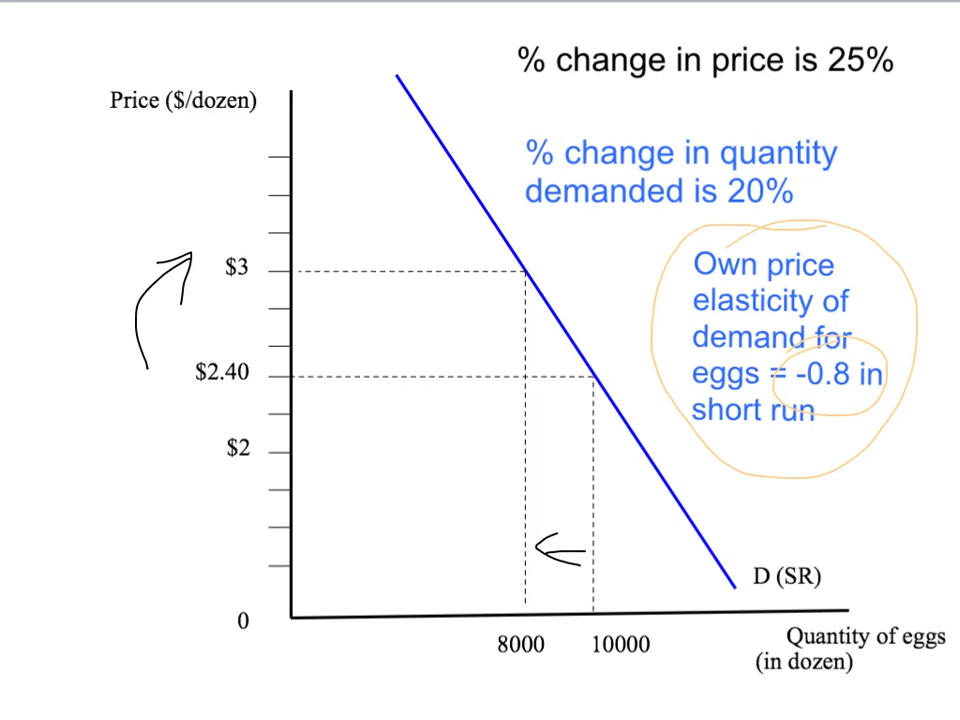 % change in price is 25%
Price ($/dozen)
% change in quantity
demanded is 20%
Own price
elasticity of
demand for
eggs = -0.8 in
short run
$3
$2.40
$2
D (SR)
0
8000
10000
Quantity of eggs
(in dozen)